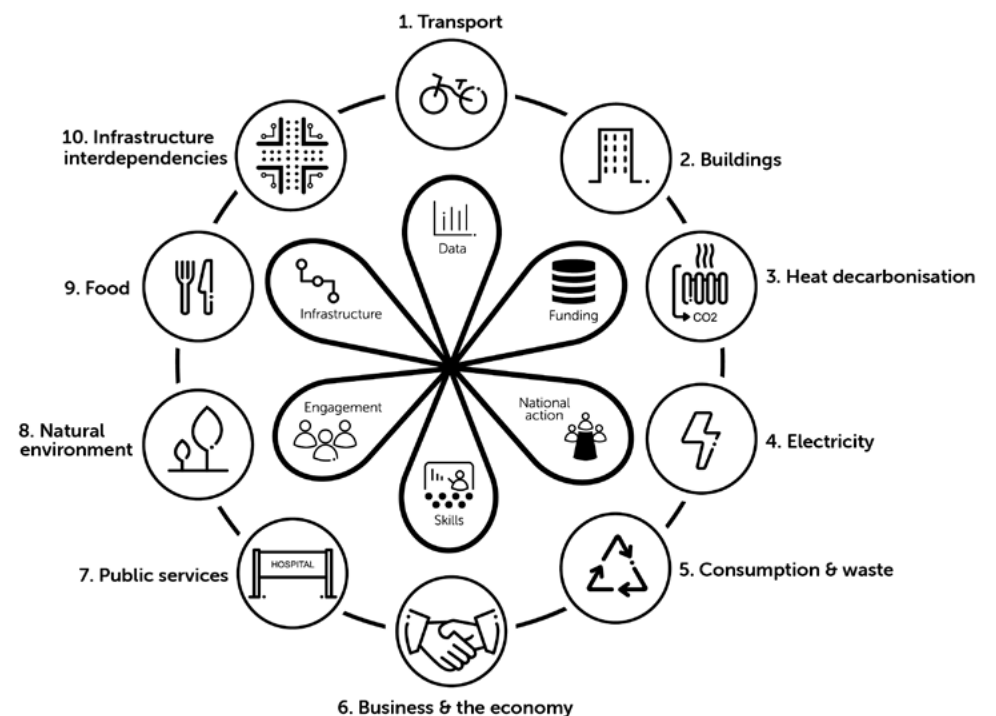 1. Transport
10. Infrastructure
interdependencies
2. Buildings
Data
9. Food
Infrastructure
Funding
3. Heat decarbonisation
CO2
8. Natural
environment
Engagement
National
action
4. Electricity
Skills
7. Public services
HOSPITAL
5. Consumption & waste
6. Business & the economy